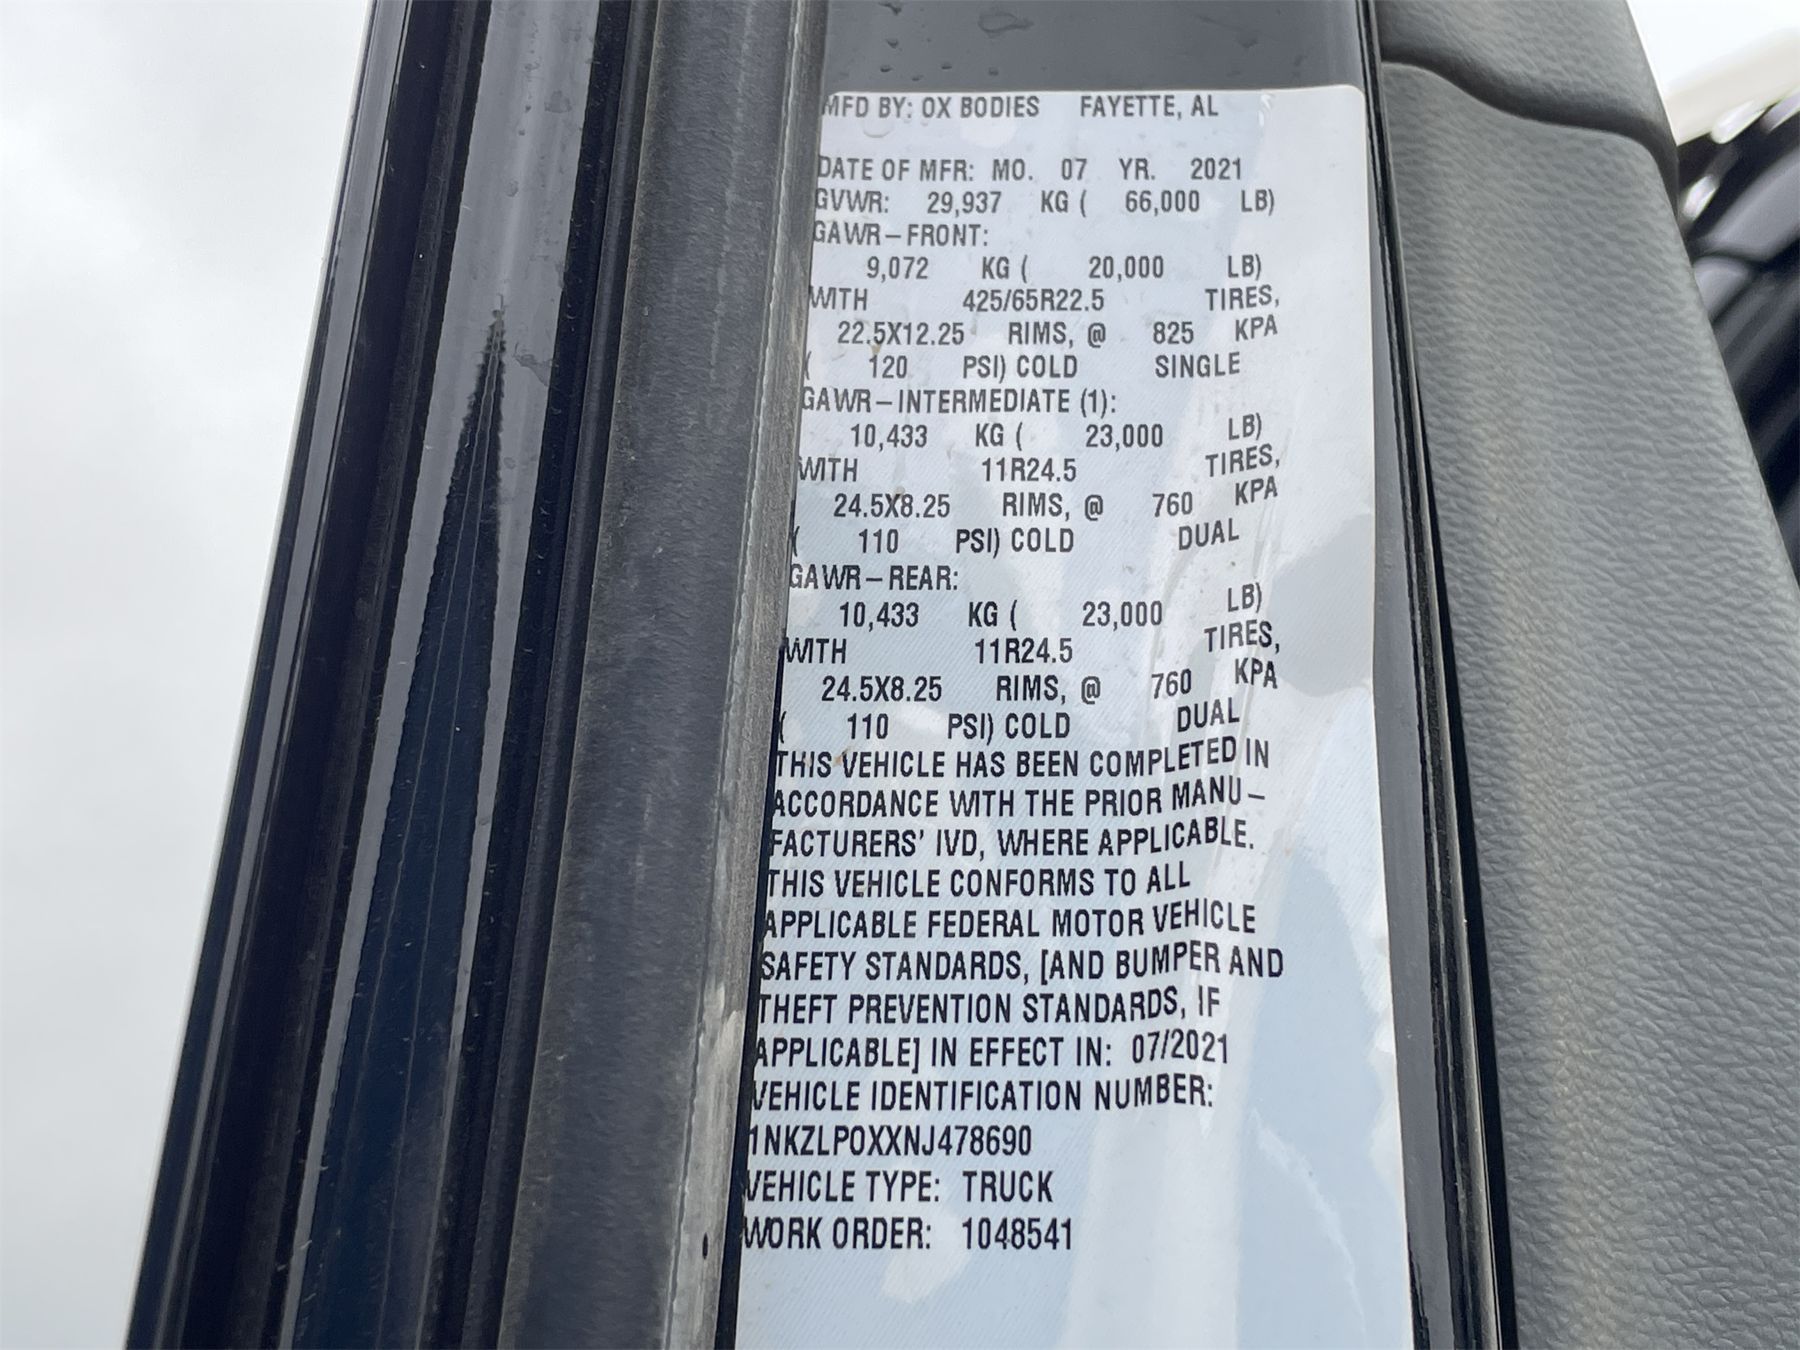 MFD BY: OX BODIES FAYETTE, AL
DATE OF MFR: MO. 07 YR. 2021
GVWR: 29,937 KG ( 66,000 LB)
GAWR-FRONT:
9,072 KG ( 20,000 LB)
WITH 425/65R22.5 TIRES,
22.5X12.25 RIMS, @ 825 KPA
( 120 PSI) COLD SINGLE
GAWR-INTERMEDIATE (1):
10,433 KG ( 23,000 LB)
WITH 11R24.5 TIRES,
24.5X8.25 RIMS, @ 760 KPA
( 110 PSI) COLD DUAL
GAWR-REAR:
10,433 KG ( 23,000 LB)
WITH 11R24.5 TIRES,
24.5X8.25 RIMS, @ 760 KPA
( 110 PSI) COLD DUAL
THIS VEHICLE HAS BEEN COMPLETED IN
ACCORDANCE WITH THE PRIOR MANU-
FACTURERS' IVD, WHERE APPLICABLE.
THIS VEHICLE CONFORMS TO ALL
APPLICABLE FEDERAL MOTOR VEHICLE
SAFETY STANDARDS, [AND BUMPER AND
THEFT PREVENTION STANDARDS, IF
APPLICABLE] IN EFFECT IN: 07/2021
VEHICLE IDENTIFICATION NUMBER:
1NKZLP0XXNJ478690
VEHICLE TYPE: TRUCK
WORK ORDER: 1048541